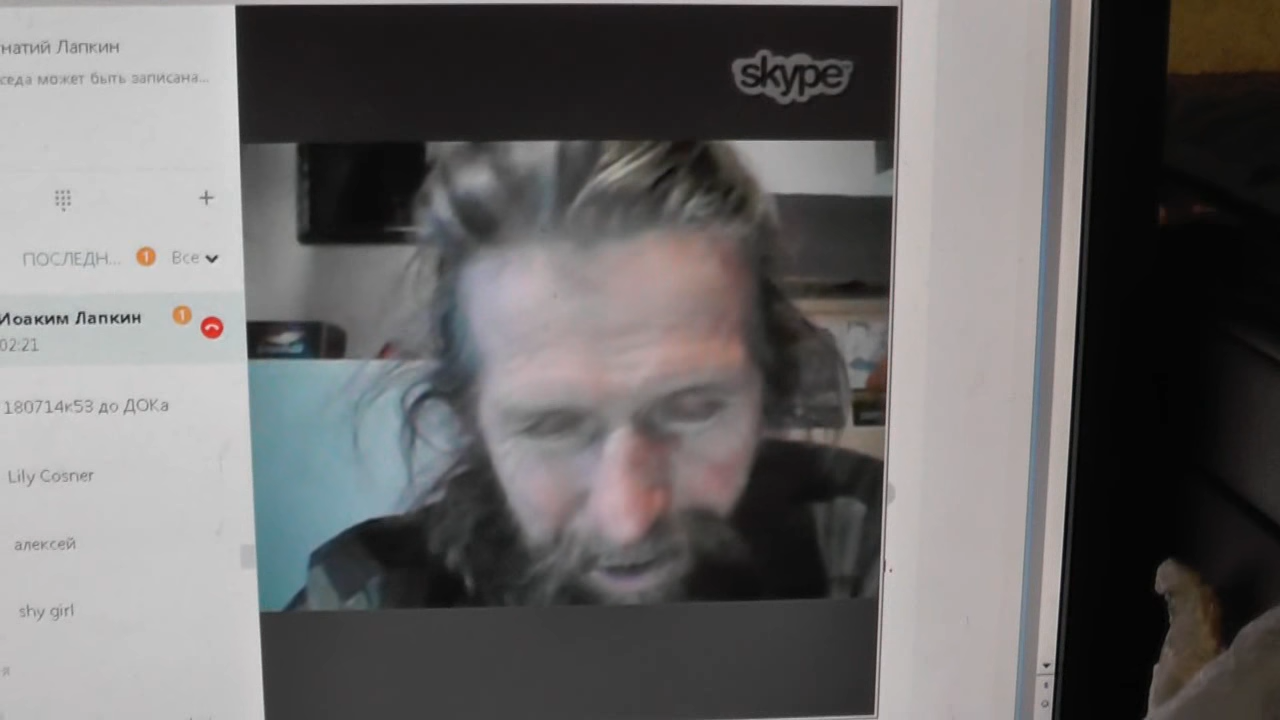 натий Лапкин
седа может быть записана...
skype
ПОСЛЕДН... 1 Все
Иоаким Лапкин 1
02:21
180714к53 до ДОКа
Lily Cosner
алексей
shy girl
я